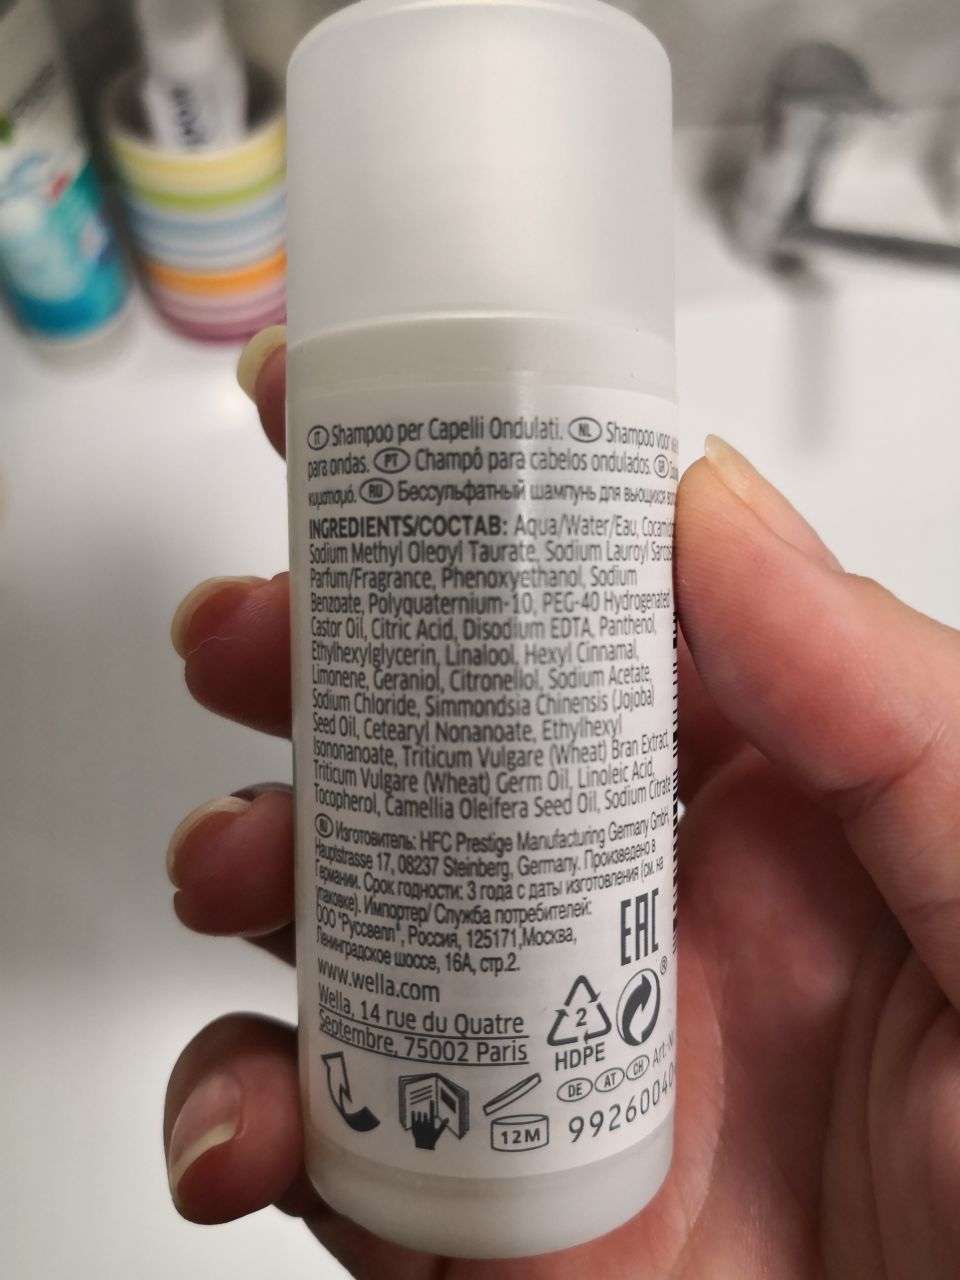 IT Shampoo per Capelli Ondulati. NL Shampoo voor
para ondas. PT Champô para cabelos ondulados. GR
κυματισμό. RU Бессульфатный шампунь для вьющихся
INGREDIENTS/СОСТАВ: Aqua/Water/Eau,
Sodium Methyl Oleoyl Taurate, Sodium Lauroyl
Parfum/Fragrance, Phenoxyethanol, Sodium
Benzoate, Polyquaternium-10, PEG-40 Hydrogenated
Castor Oil, Citric Acid, Disodium EDTA, Panthenol,
Ethylhexylglycerin, Linalool, Hexyl Cinnamal,
Limonene, Geraniol, Citronellol, Sodium Acetate,
Sodium Chloride, Simmondsia Chinensis (Jojoba)
Seed Oil, Cetearyl Nonanoate, Ethylhexyl
Isononanoate, Triticum Vulgare (Wheat) Bran Extract,
Triticum Vulgare (Wheat) Germ Oil, Linoleic Acid,
Tocopherol, Camellia Oleifera Seed Oil, Sodium Citrate
RU Изготовитель: HFC Prestige Manufacturing Germany GmbH,
Hauptstrasse 17, 08237 Steinberg, Germany. Произведено в
Германии. Срок годности: 3 года с даты изготовления (см. на
упаковке). Импортер/ Служба потребителей:
ООО "Руссвелл", Россия, 125171,Москва,
Ленинградское шоссе, 16А, стр.2.
EAC
www.wella.com
Wella, 14 rue du Quatre
Septembre, 75002 Paris
2
HDPE
®
12M
DE AT CH Art.-
99260040